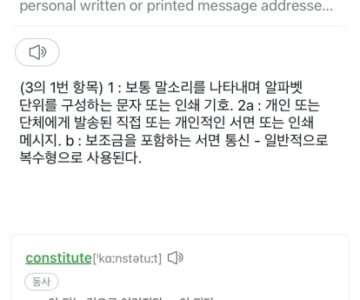 personal written or printed message addresse...
(3의 1번 항목) 1 : 보통 말소리를 나타내며 알파벳
단위를 구성하는 문자 또는 인쇄 기호. 2a : 개인 또는
단체에게 발송된 직접 또는 개인적인 서면 또는 인쇄
메시지. b : 보조금을 포함하는 서면 통신 - 일반적으로
복수형으로 사용된다.
constitute[ˈkɑːnstətuːt]
동사